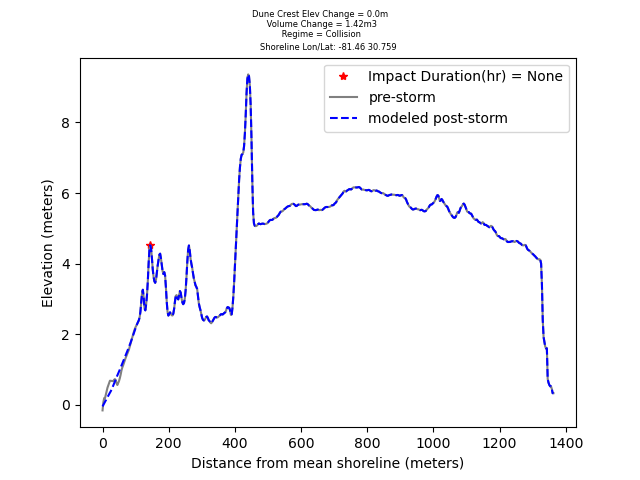 Dune Crest Elev Change = 0.0m
Volume Change = 1.42m3
Regime = Collision
Shoreline Lon/Lat: -81.46 30.759
Impact Duration(hr) = None
pre-storm
modeled post-storm
Elevation (meters)
8
6
4
2
0
0 200 400 600 800 1000 1200 1400
Distance from mean shoreline (meters)